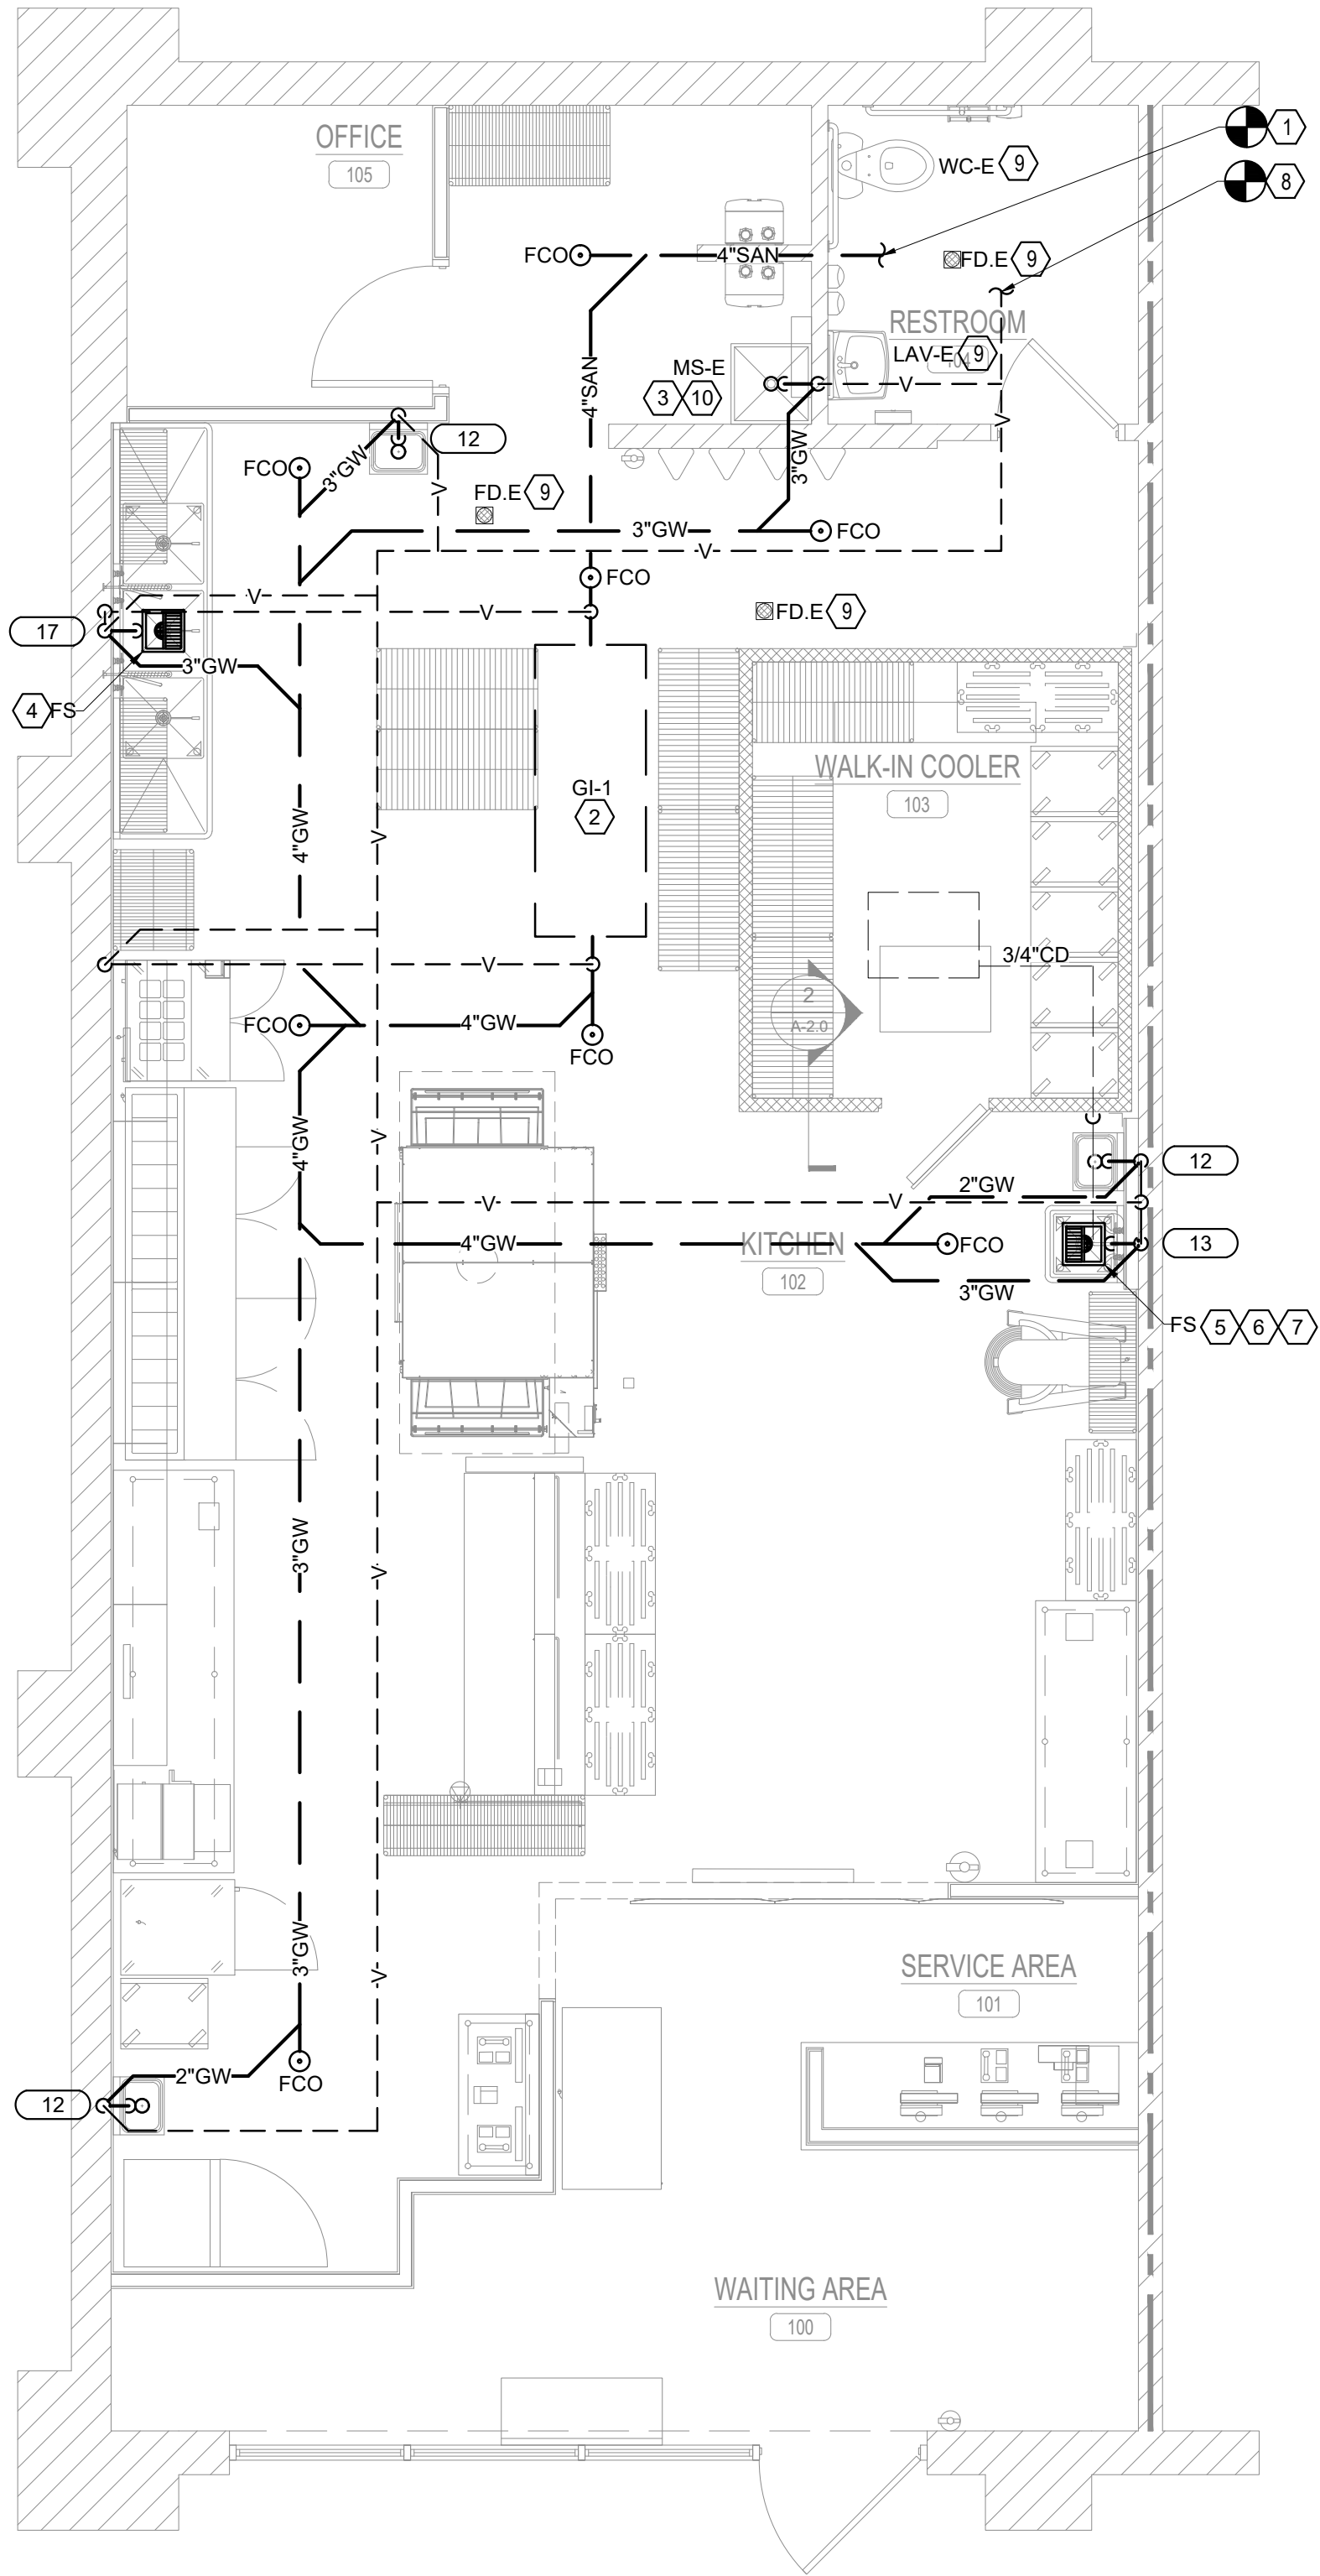 OFFICE
105
1
8
WC-E 9
FCO
4"SAN
FD.E 9
RESTROOM
LAV-E 9
104
MS-E
3 10
V
4"SAN
V
12
FCO
3"GW
V
3"GW
FD.E 9
3"GW
FCO
V
FCO
V
V
FD.E 9
17
3"GW
4 FS
GI-1
2
WALK-IN COOLER
103
4"GW
V
3/4"CD
V
2
A-2.0
FCO
4"GW
FCO
4"GW
V
12
2"GW
V
V
4"GW
KITCHEN
102
FCO
13
3"GW
FS 5 6 7
3"GW
V
3"GW
V
SERVICE AREA
101
2"GW
FCO
12
WAITING AREA
100